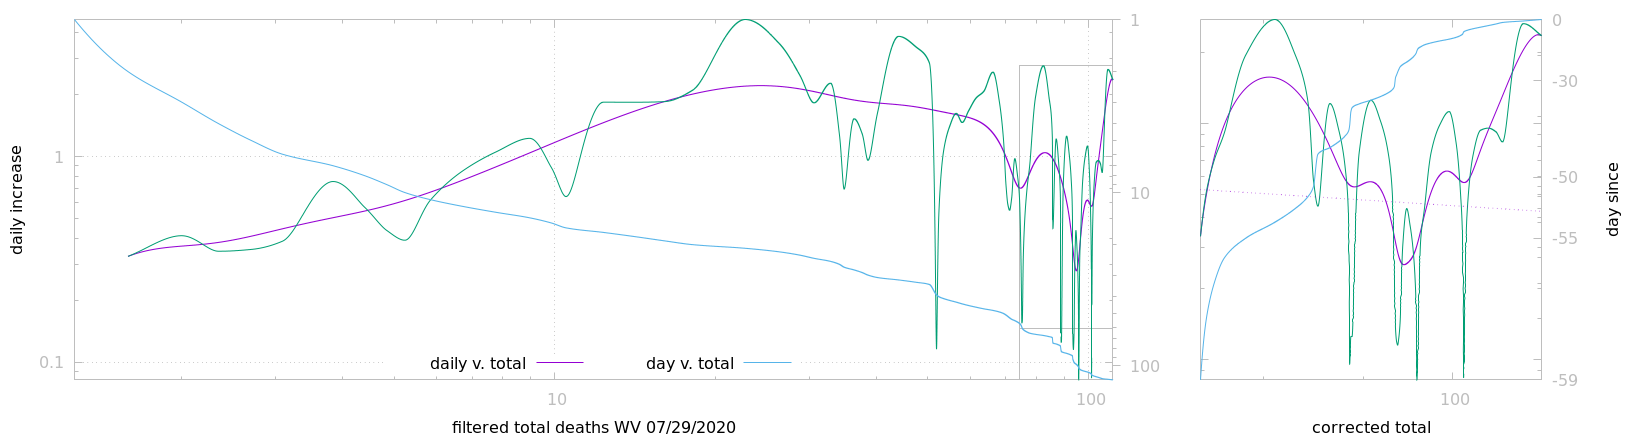 1
0
-30
daily increase
1
10
-50
-55
day since
0.1
daily v. total
day v. total
100
-59
10
100
100
filtered total deaths WV 07/29/2020
corrected total